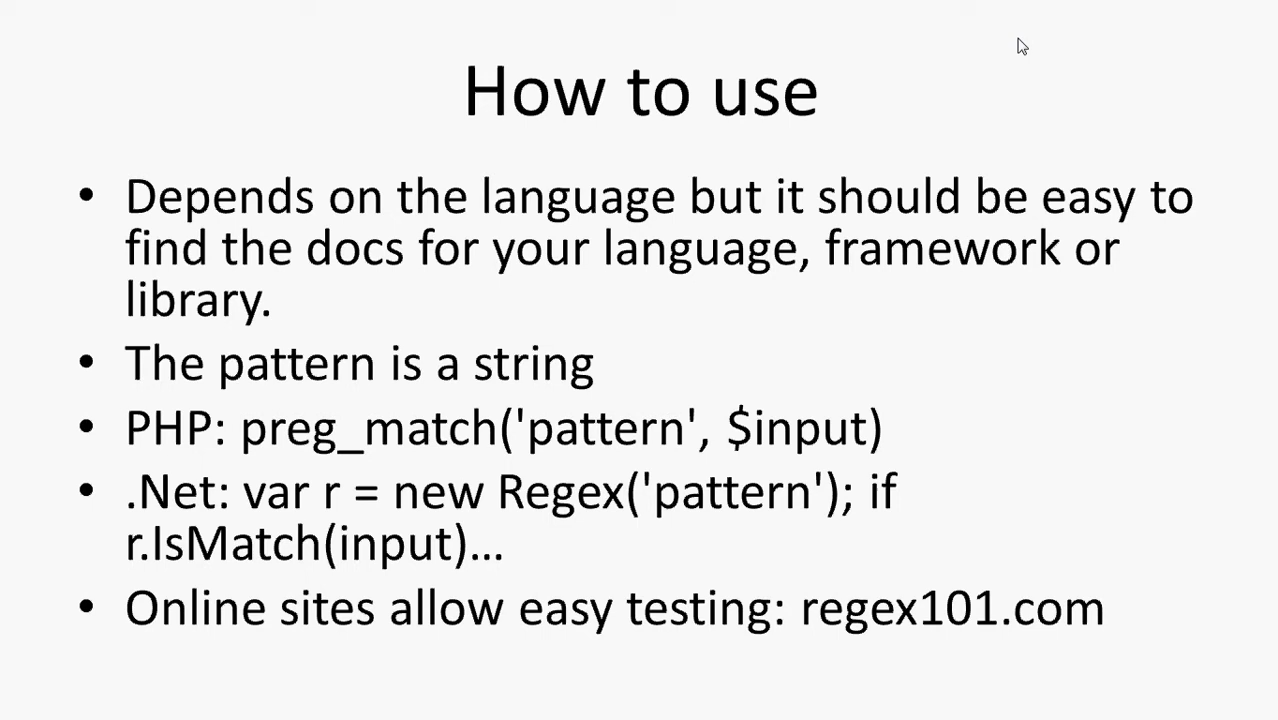 How to use
• Depends on the language but it should be easy to
find the docs for your language, framework or
library.
• The pattern is a string
• PHP: preg_match('pattern', $input)
• .Net: var r = new Regex('pattern'); if
r.IsMatch(input)…
• Online sites allow easy testing: regex101.com